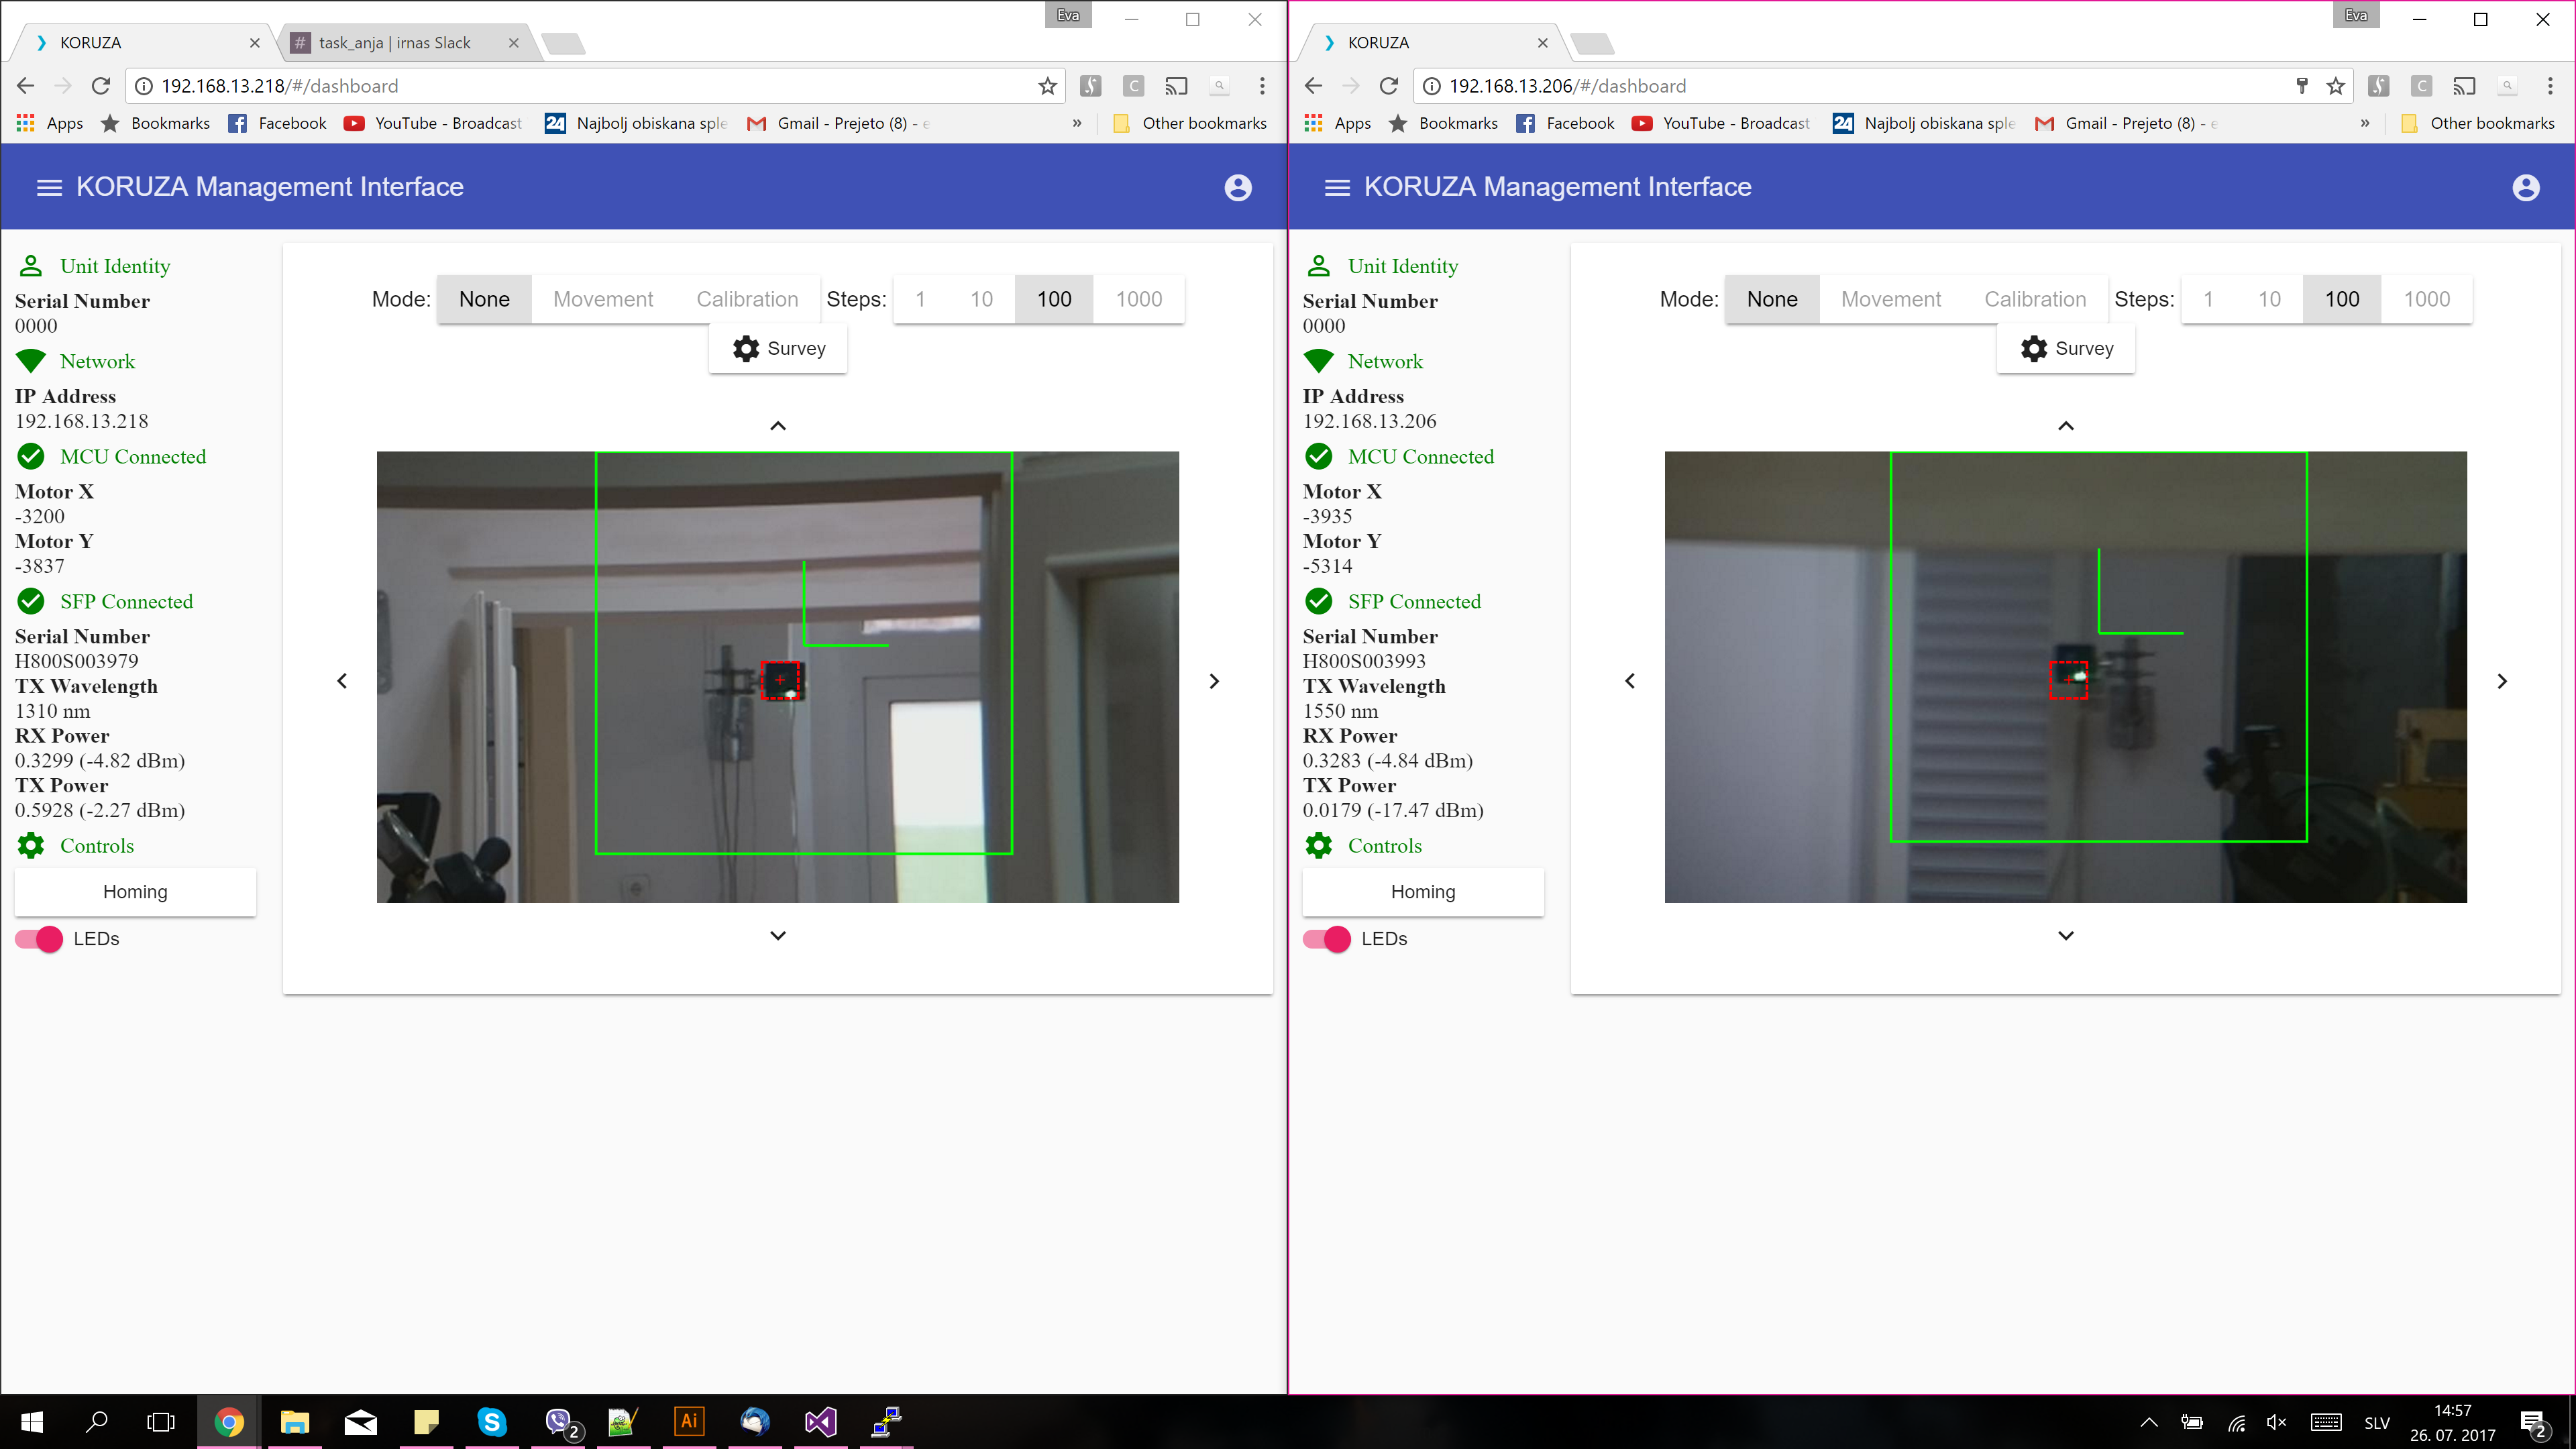 Eva
KORUZA
task_anja | irnas Slack
192.168.13.218/#/dashboard
Apps Bookmarks Facebook YouTube - Broadcast 24 Najbolj obiskana sple Gmail - Prejeto (8) - e » Other bookmarks
KORUZA Management Interface
Unit Identity
Serial Number
0000
Network
IP Address
192.168.13.218
MCU Connected
Motor X
-3200
Motor Y
-3837
SFP Connected
Serial Number
H800S003979
TX Wavelength
1310 nm
RX Power
0.3299 (-4.82 dBm)
TX Power
0.5928 (-2.27 dBm)
Controls
Homing
LEDs
Mode: None Movement Calibration Steps: 1 10 100 1000
Survey
Eva
KORUZA
192.168.13.206/#/dashboard
Apps Bookmarks Facebook YouTube - Broadcast 24 Najbolj obiskana sple Gmail - Prejeto (8) - e » Other bookmarks
KORUZA Management Interface
Unit Identity
Serial Number
0000
Network
IP Address
192.168.13.206
MCU Connected
Motor X
-3935
Motor Y
-5314
SFP Connected
Serial Number
H800S003993
TX Wavelength
1550 nm
RX Power
0.3283 (-4.84 dBm)
TX Power
0.0179 (-17.47 dBm)
Controls
Homing
LEDs
Mode: None Movement Calibration Steps: 1 10 100 1000
Survey
2
Ai
SLV
14:57
26. 07. 2017
2